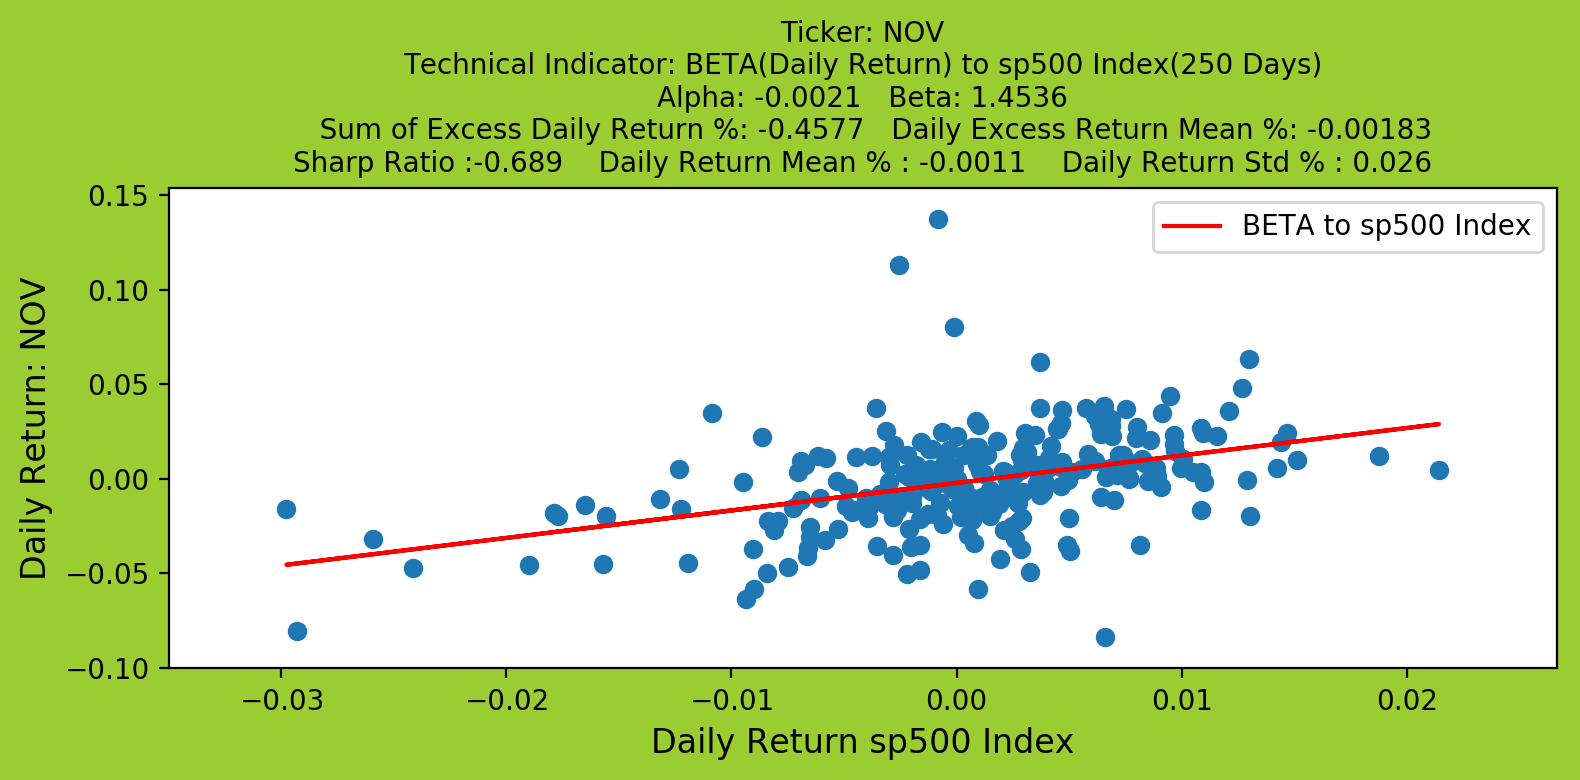 Ticker: NOV
Technical Indicator: BETA(Daily Return) to sp500 Index(250 Days)
Alpha: -0.0021 Beta: 1.4536
Sum of Excess Daily Return %: -0.4577 Daily Excess Return Mean %: -0.00183
Sharp Ratio :-0.689 Daily Return Mean % : -0.0011 Daily Return Std % : 0.026
BETA to sp500 Index
Daily Return: NOV
0.15
0.10
0.05
0.00
−0.05
−0.10
−0.03
−0.02
−0.01
0.00
0.01
0.02
Daily Return sp500 Index